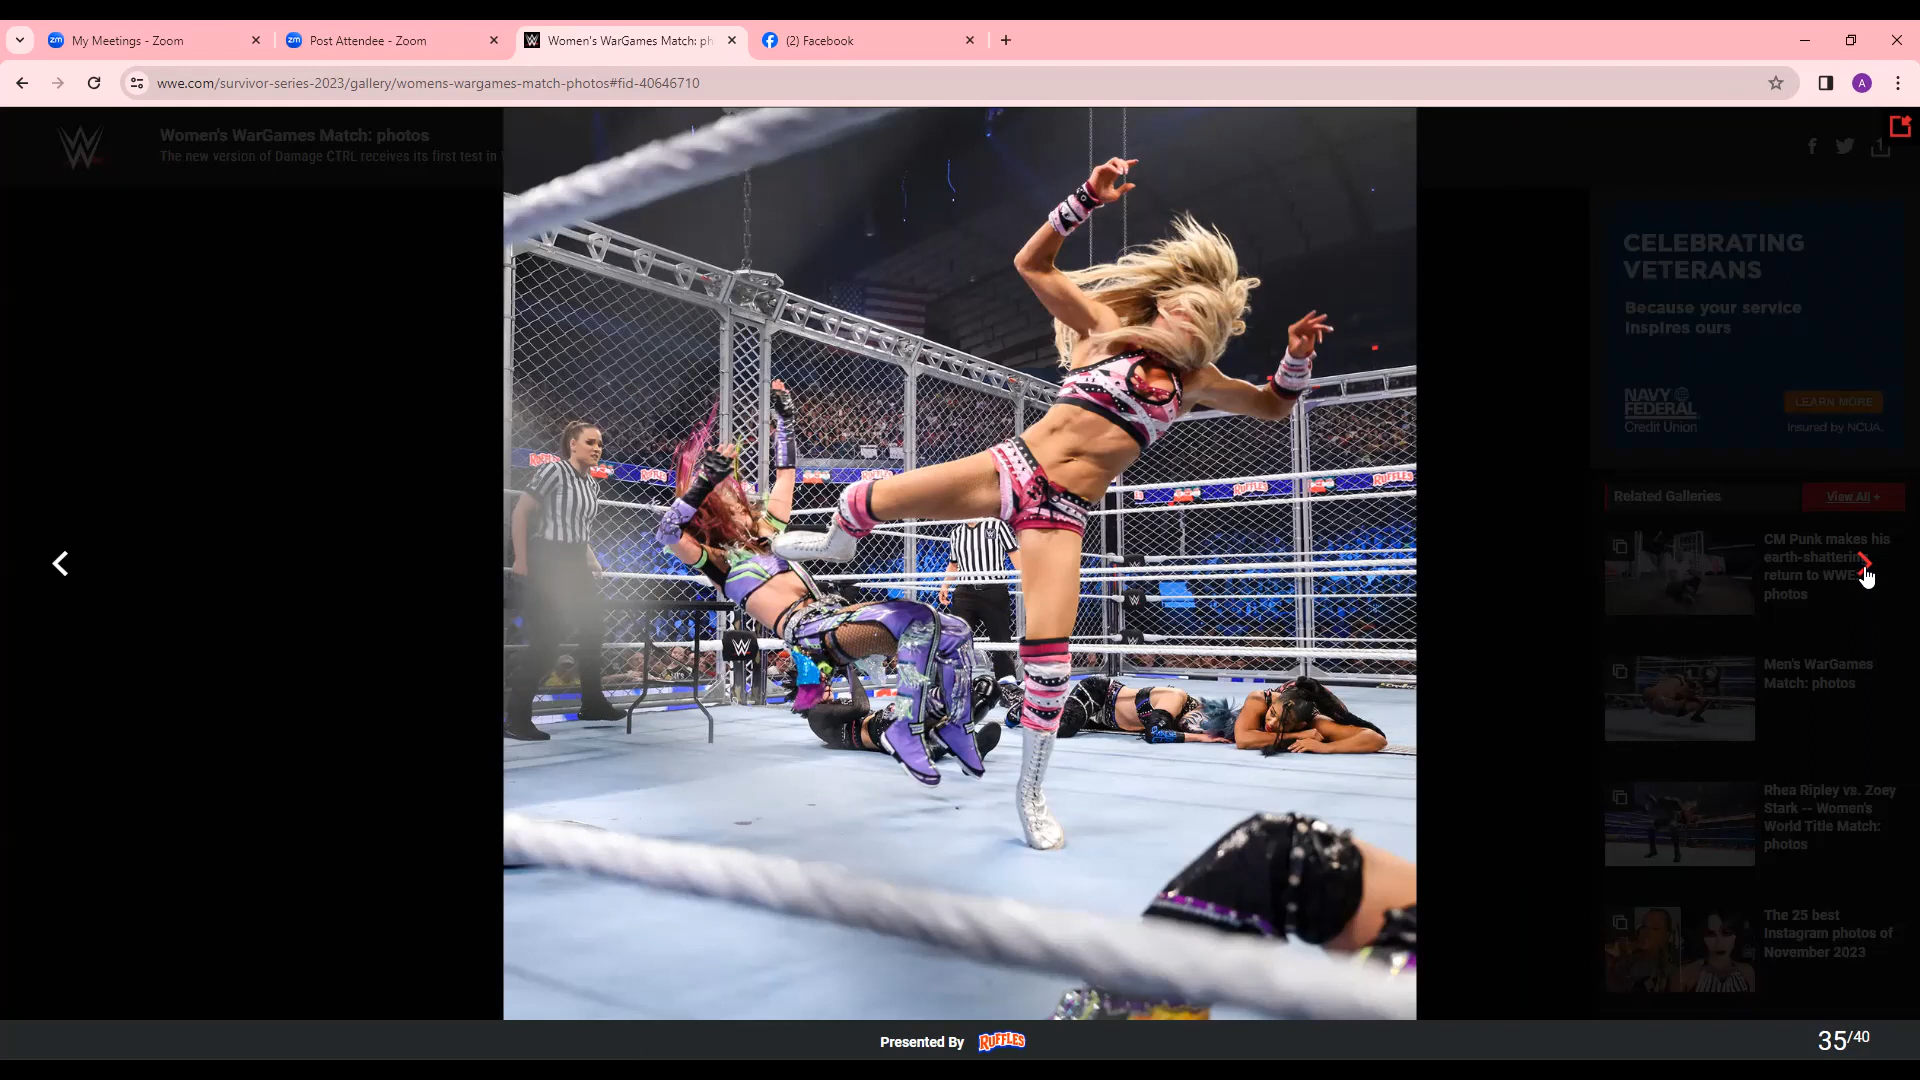 My Meetings - Zoom
Post Attendee - Zoom
Women's WarGames Match: ph
(2) Facebook
wwe.com/survivor-series-2023/gallery/womens-wargames-match-photos#fid-40646710
A
Women's WarGames Match: photos
The new version of Damage CTRL receives its first test in
CELEBRATING
VETERANS
Because your service
inspires ours
NAVY
FEDERAL
Credit Union
LEARN MORE
Insured by NCUA.
Related Galleries
View All +
CM Punk makes his
earth-shattering
return to WWE
photos
Men's WarGames
Match: photos
Rhea Ripley vs. Zoey
Stark -- Women's
World Title Match:
photos
The 25 best
Instagram photos of
November 2023
RUFFLES
RUFFLES
RUFFLES
Presented By
RUFFLES
35/40